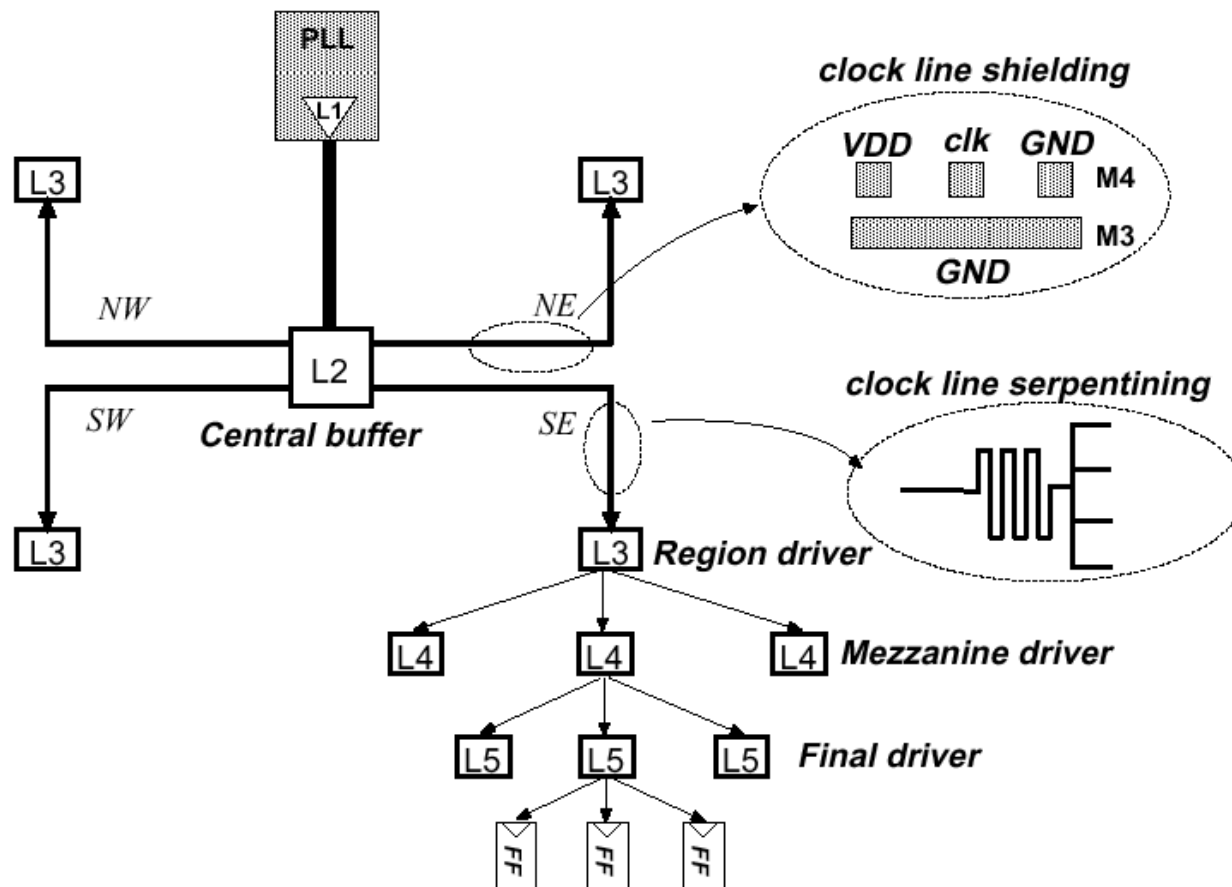 PLL
L1
clock line shielding
VDD clk GND
M4
M3
GND
L3
L3
NW
NE
L2
Central buffer
SW
SE
clock line serpentining
L3
L3
Region driver
L4
L4
L4
Mezzanine driver
L5
L5
L5
Final driver
FF
FF
FF